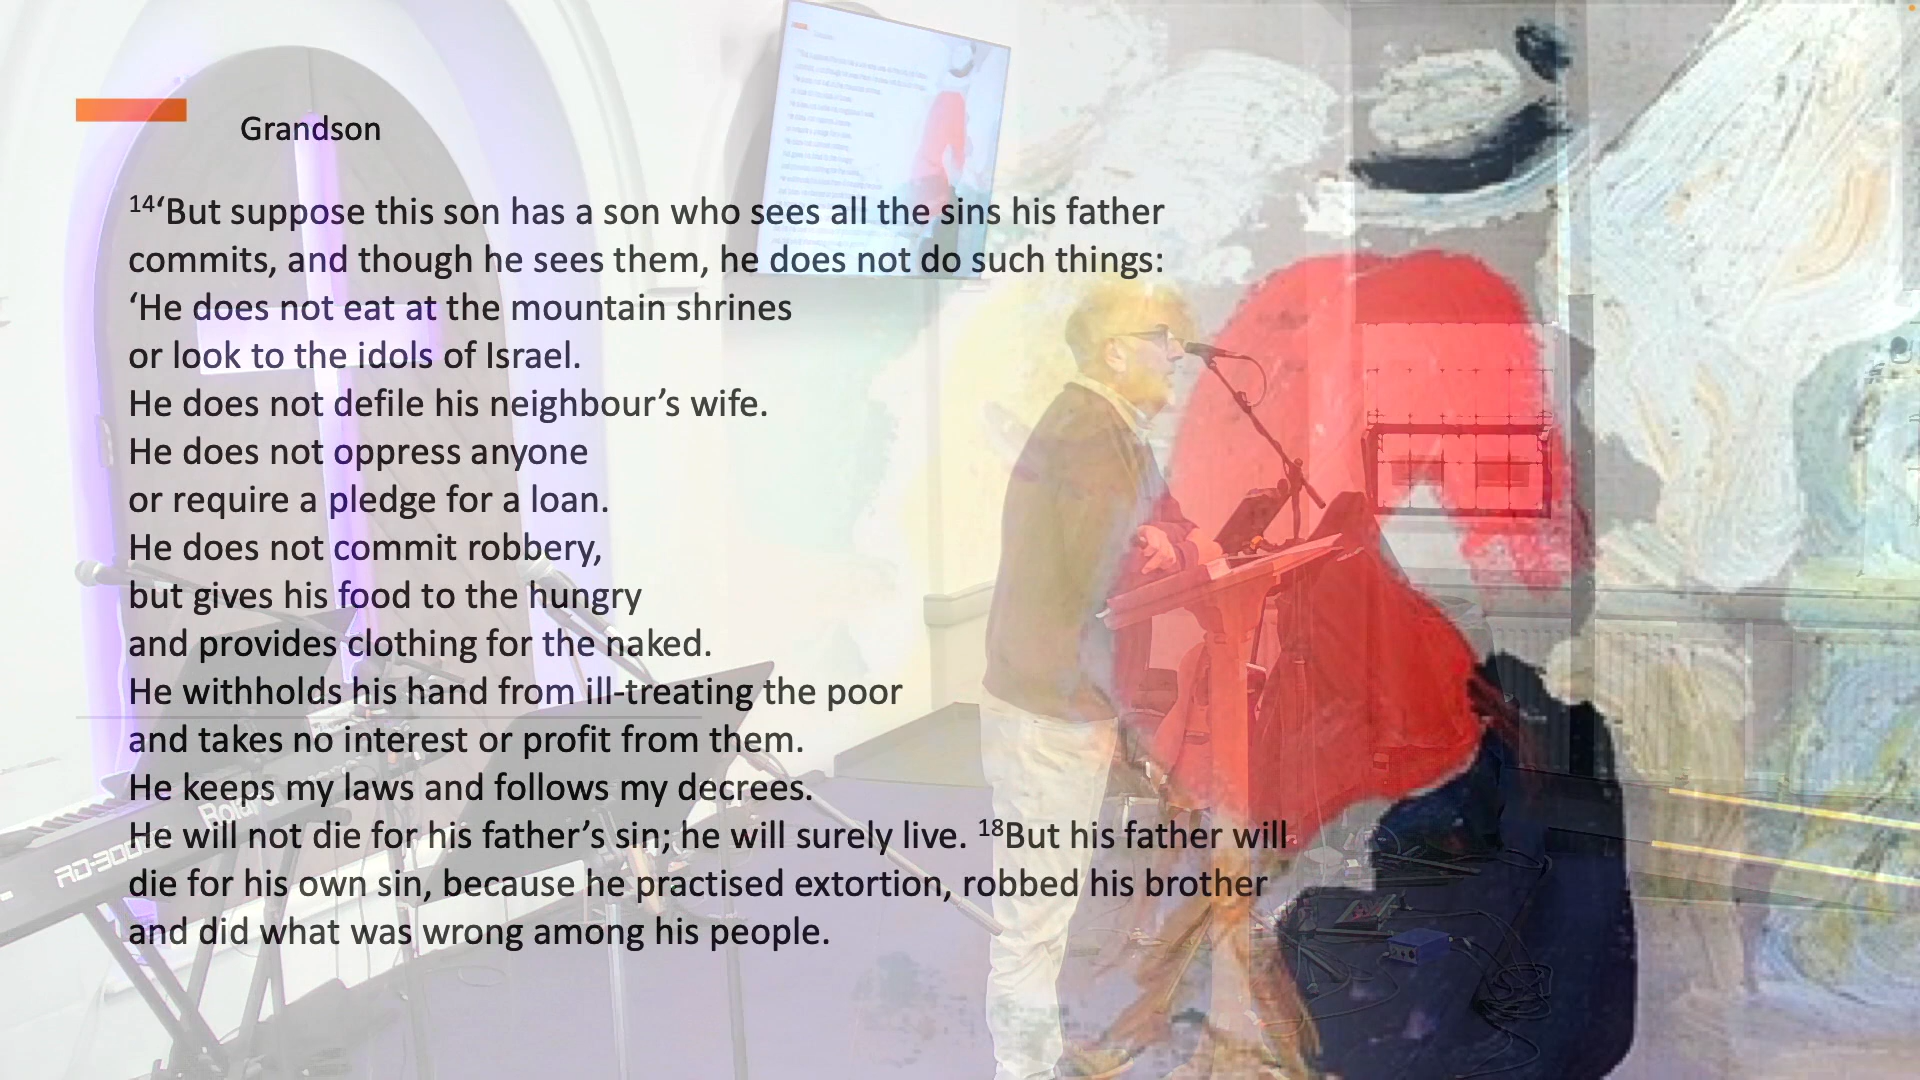 Grandson
¹⁴‘But suppose this son has a son who sees all the sins his father
commits, and though he sees them, he does not do such things:
‘He does not eat at the mountain shrines
or look to the idols of Israel.
He does not defile his neighbour’s wife.
He does not oppress anyone
or require a pledge for a loan.
He does not commit robbery,
but gives his food to the hungry
and provides clothing for the naked.
He withholds his hand from ill-treating the poor
and takes no interest or profit from them.
He keeps my laws and follows my decrees.
He will not die for his father’s sin; he will surely live. ¹⁸But his father will
die for his own sin, because he practised extortion, robbed his brother
and did what was wrong among his people.
Roland